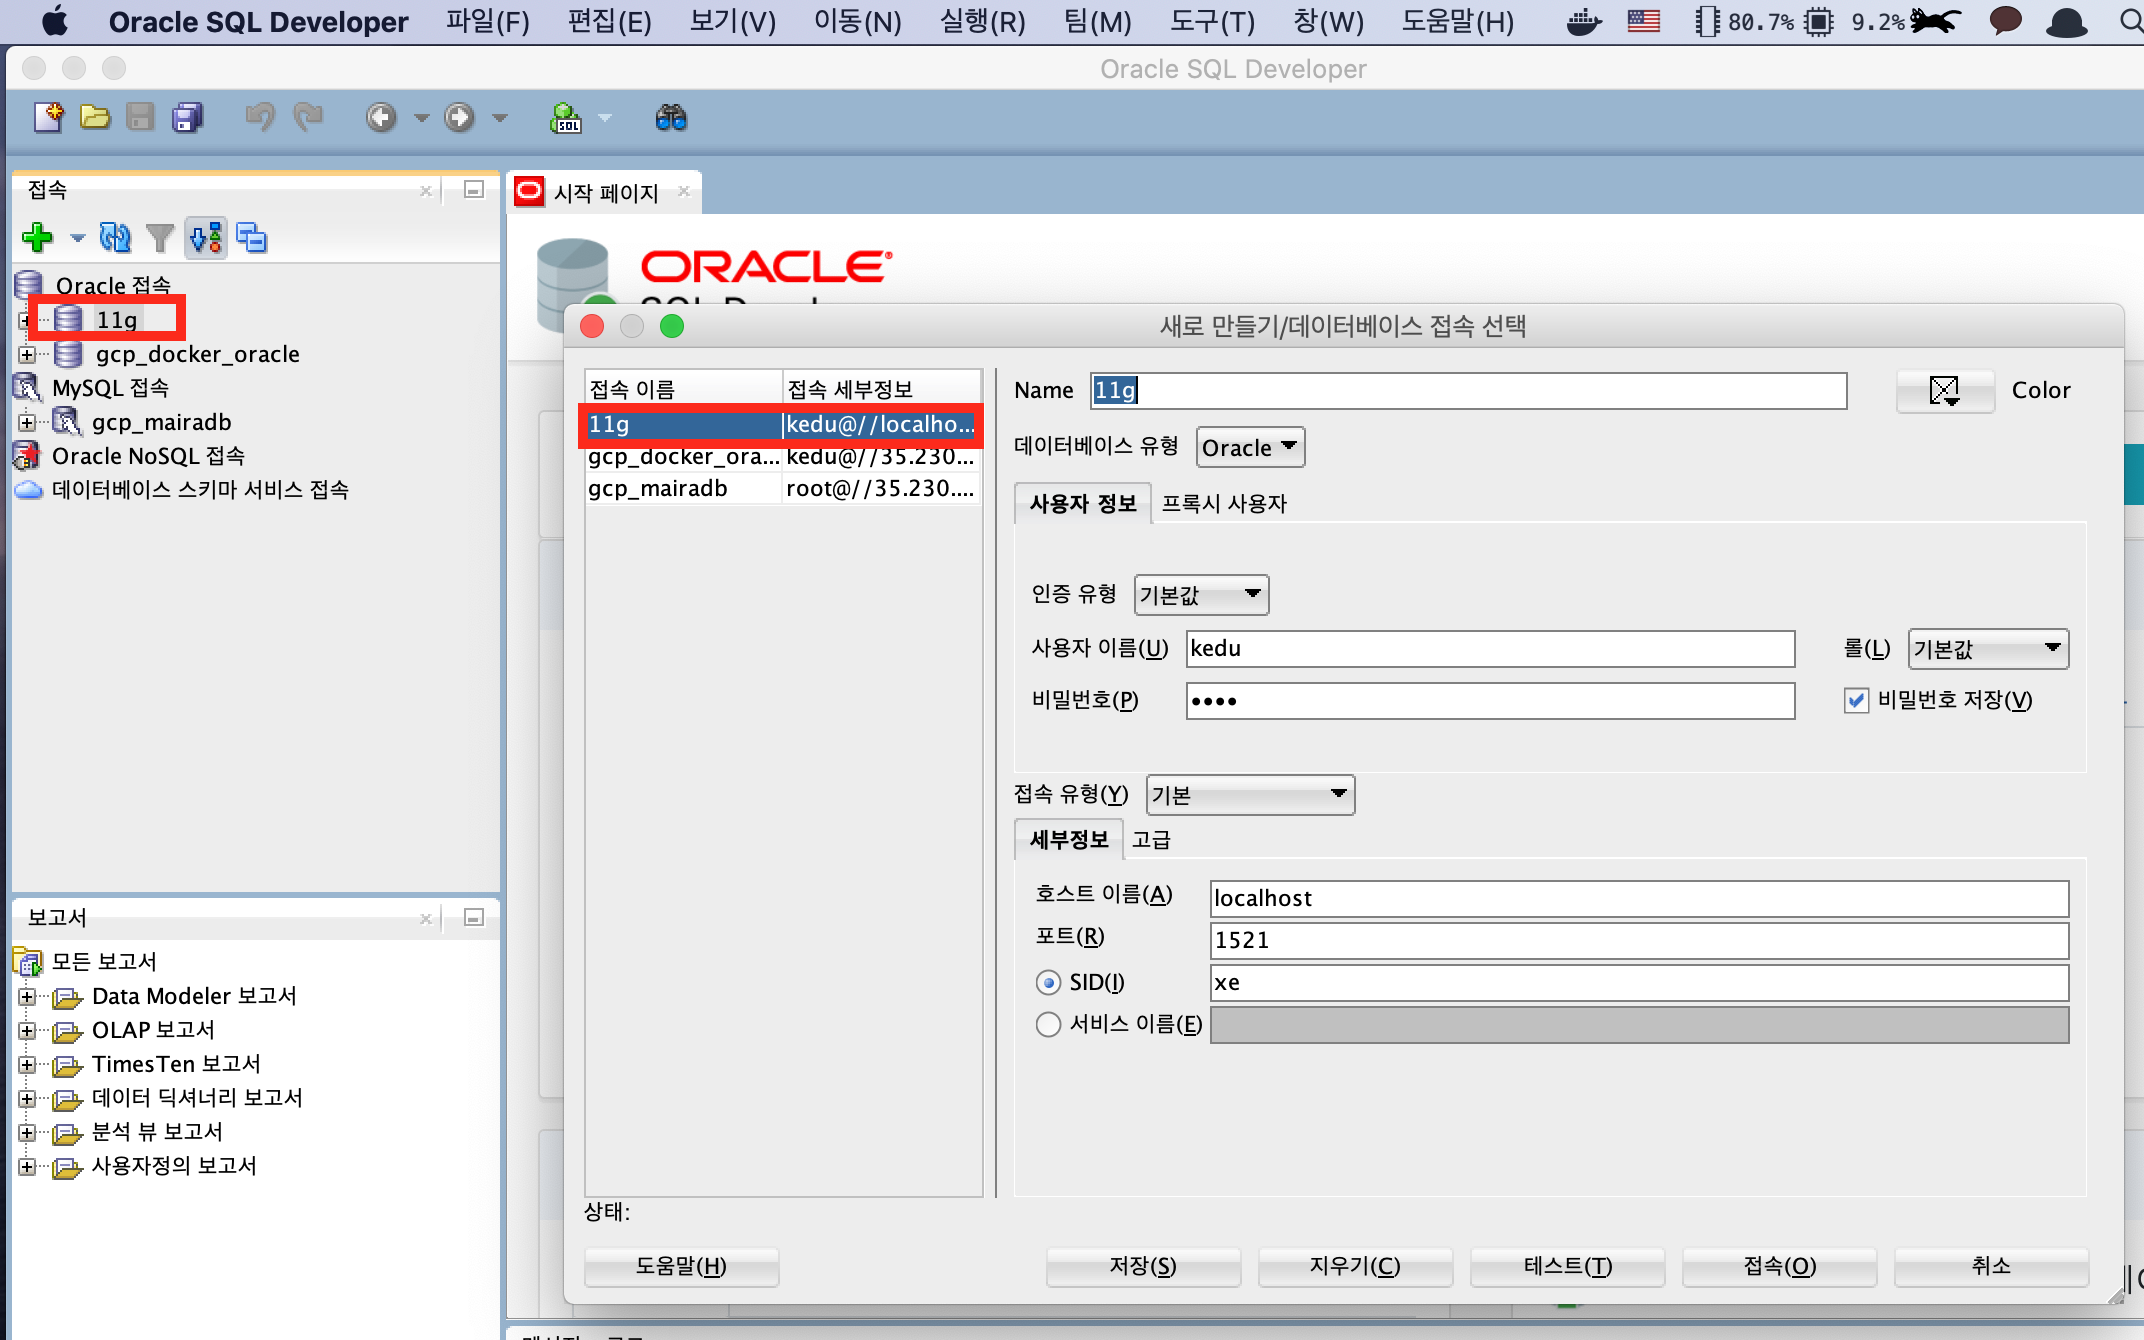 Oracle SQL Developer 파일(F) 편집(E) 보기(V) 이동(N) 실행(R) 팀(M) 도구(T) 창(W) 도움말(H) 80.7% 9.2%
Oracle SQL Developer
SQL
접속
시작 페이지
Oracle 접속
11g
gcp_docker_oracle
MySQL 접속
gcp_mairadb
Oracle NoSQL 접속
데이터베이스 스키마 서비스 접속
보고서
모든 보고서
Data Modeler 보고서
OLAP 보고서
TimesTen 보고서
데이터 딕셔너리 보고서
분석 뷰 보고서
사용자정의 보고서
ORACLE
새로 만들기/데이터베이스 접속 선택
접속 이름 접속 세부정보
11g kedu@//localho...
gcp_docker_ora... kedu@//35.230....
gcp_mairadb root@//35.230....
Name 11g Color
데이터베이스 유형 Oracle
사용자 정보 프록시 사용자
인증 유형 기본값
사용자 이름(U) kedu 롤(L) 기본값
비밀번호(P) •••• 비밀번호 저장(V)
접속 유형(Y) 기본
세부정보 고급
호스트 이름(A) localhost
포트(R) 1521
SID(I) xe
서비스 이름(E)
상태:
도움말(H) 저장(S) 지우기(C) 테스트(T) 접속(O) 취소